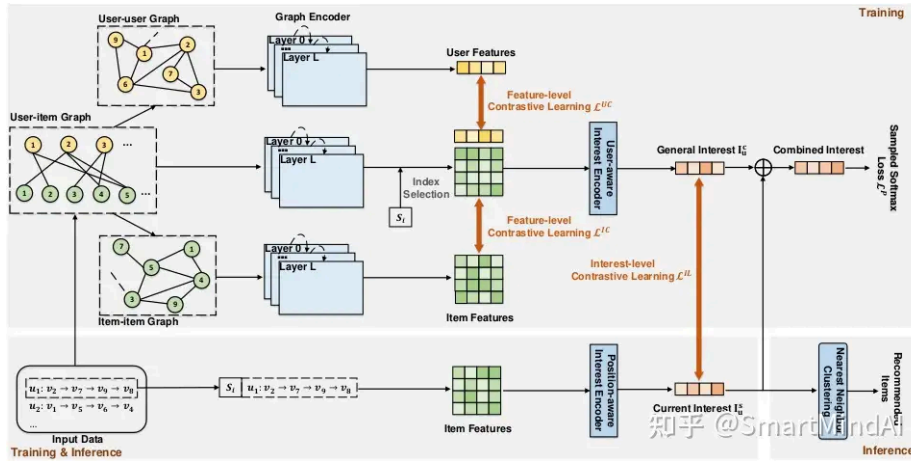 Training
User-user Graph
9
1
2
7
6
3
Graph Encoder
Layer 0
...
Layer L
User Features
Feature-level
Contrastive Learning ℒ^{UC}
User-item Graph
1
2
3
...
1
2
3
4
5
...
Layer 0
...
Layer L
Index
Selection
S_i
User-aware
Interest Encoder
General Interest I_u^c
Combined Interest
Sampled Softmax
Loss ℒ^P
Feature-level
Contrastive Learning ℒ^{IC}
Interest-level
Contrastive Learning ℒ^{IL}
7
1
5
4
3
9
Item-item Graph
Layer 0
...
Layer L
Item Features
u₁: v₂ → v₇ → v₉ → v₈
u₂: v₁ → v₅ → v₆ → v₄
...
Input Data
S_i
u₁: v₂ → v₇ → v₉ → v₈
Item Features
Position-aware
Interest Encoder
Current Interest I_u^s
Nearest Neighbor
Clustering
Recommended
Items
Training & Inference
Inference
知乎 @SmartMindAI